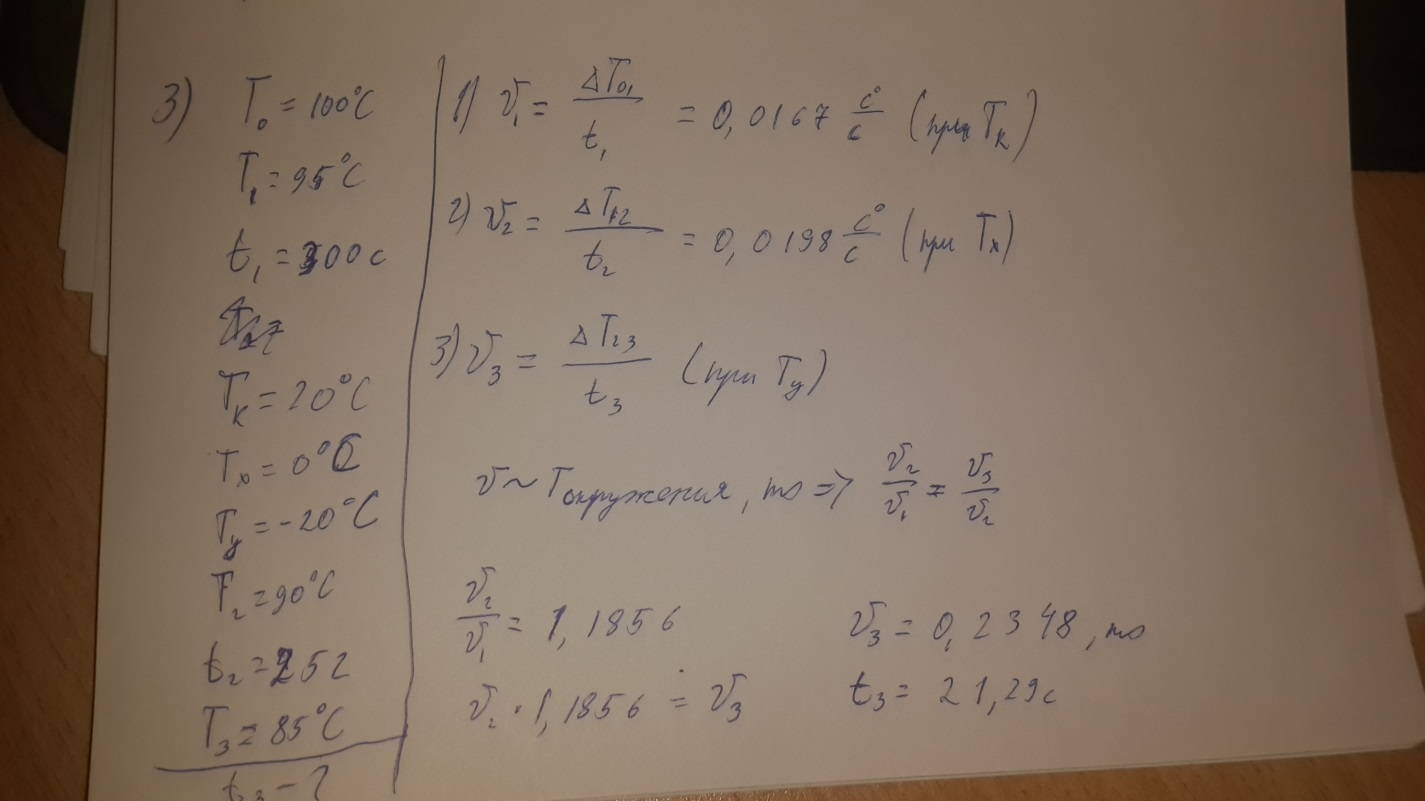 3)
T₀ = 100°C
T₁ = 95°C
t₁ = 300 с
Tк = 20°C
Tх = 0°C
Tу = -20°C
T₂ = 90°C
t₂ = 252
T₃ = 85°C
t₃ - ?
1) v₁ = ΔT₀₁ / t₁ = 0,0167 c°/c (при Tк)
2) v₂ = ΔT₁₂ / t₂ = 0,0198 c°/c (при Tх)
3) v₃ = ΔT₂₃ / t₃ (при Tу)
v ~ Tокружения, то => v₂/v₁ = v₃/v₂
v₂/v₁ = 1,1856
v₂ · 1,1856 = v₃
v₃ = 0,2348, то
t₃ = 21,29с